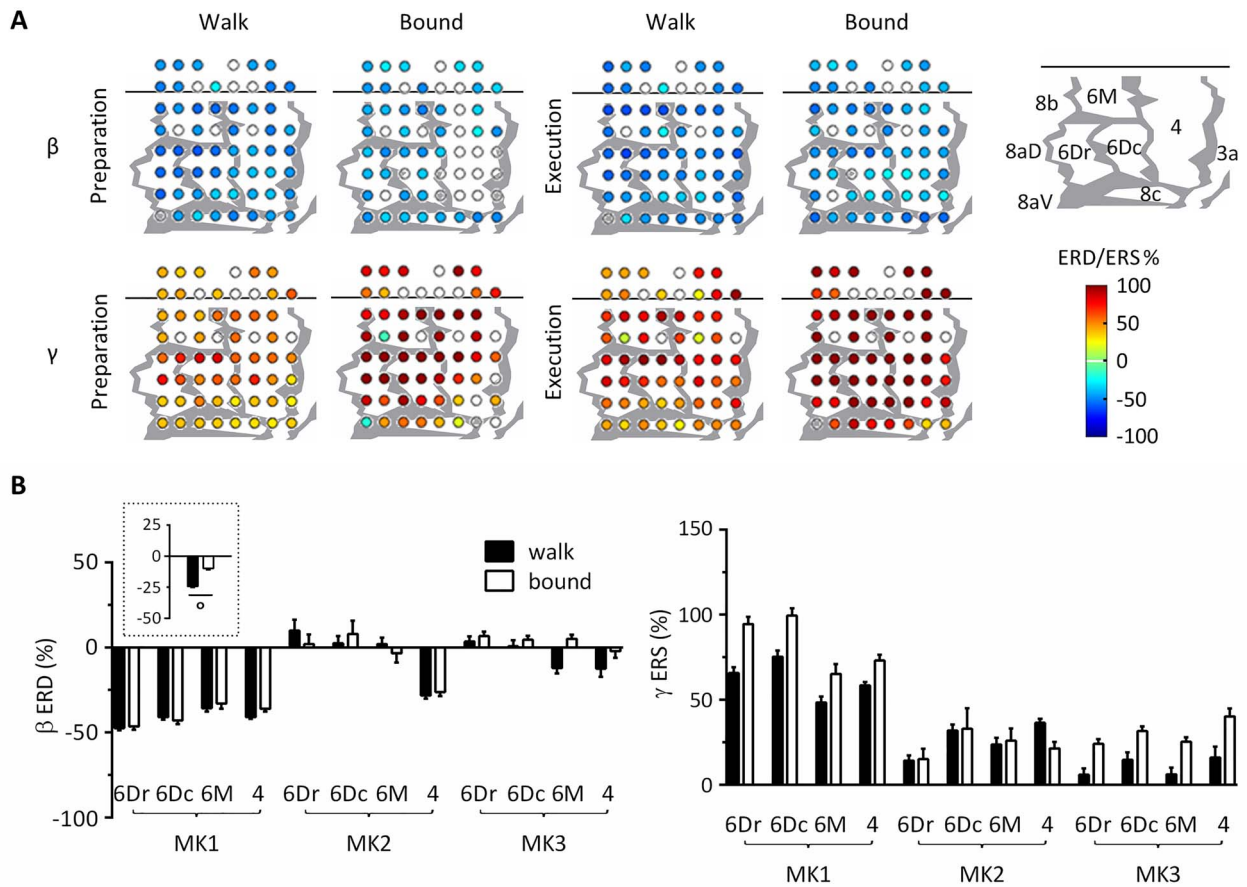 A
Walk Bound Walk Bound
β Preparation Execution
8b 6M 4
8aD 6Dr 6Dc 3a
8aV 8c
γ Preparation Execution
ERD/ERS %
100
50
0
-50
-100
B
25
0
-25
-50
walk
bound
β ERD (%)
50
0
-50
-100
6Dr 6Dc 6M 4 6Dr 6Dc 6M 4 6Dr 6Dc 6M 4
MK1 MK2 MK3
γ ERS (%)
150
100
50
0
6Dr 6Dc 6M 4 6Dr 6Dc 6M 4 6Dr 6Dc 6M 4
MK1 MK2 MK3